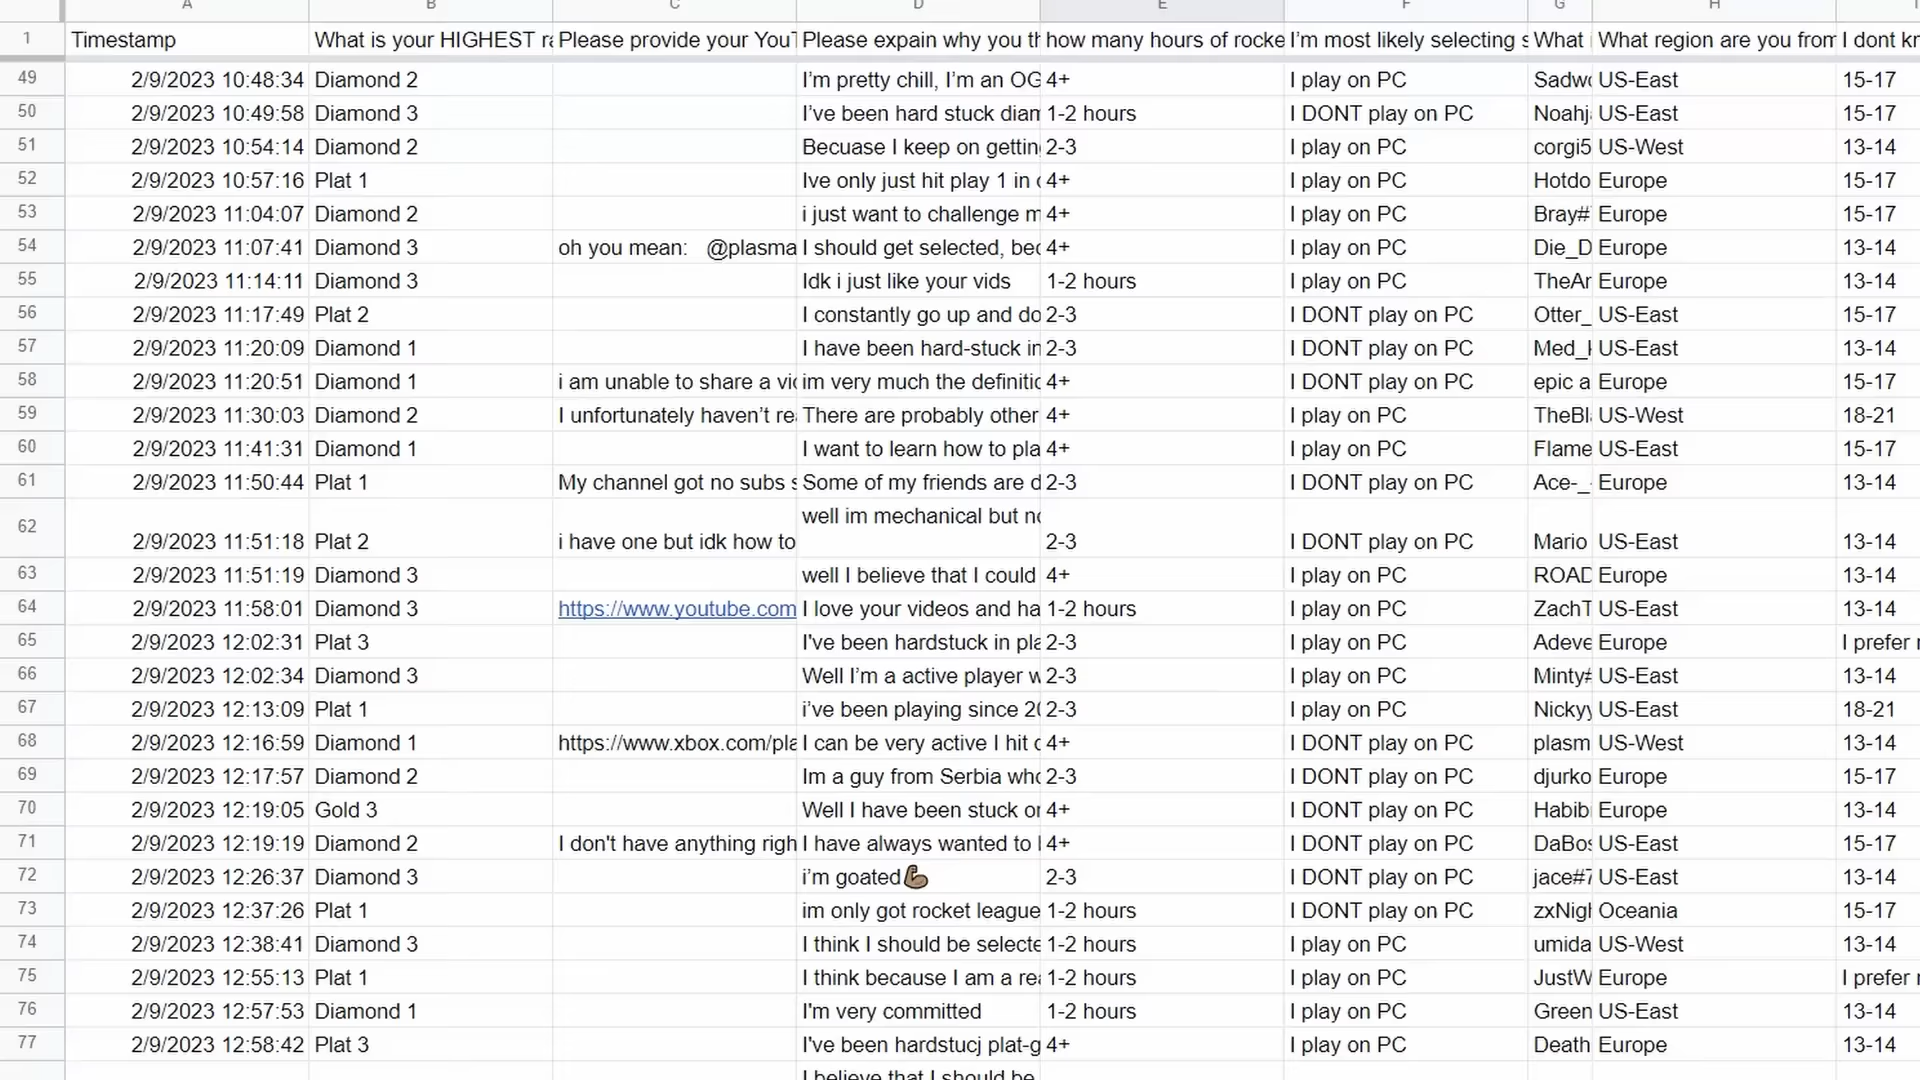 A B C D E F G H
1 Timestamp What is your HIGHEST ra Please provide your YouT Please expain why you th how many hours of rocke I'm most likely selecting s What i What region are you from I dont kn
49 2/9/2023 10:48:34 Diamond 2 I'm pretty chill, I'm an OG 4+ I play on PC Sadwo US-East 15-17
50 2/9/2023 10:49:58 Diamond 3 I've been hard stuck diam 1-2 hours I DONT play on PC Noahj US-East 15-17
51 2/9/2023 10:54:14 Diamond 2 Becuase I keep on getting 2-3 I play on PC corgi5 US-West 13-14
52 2/9/2023 10:57:16 Plat 1 Ive only just hit play 1 in 4+ I play on PC Hotdo Europe 15-17
53 2/9/2023 11:04:07 Diamond 2 i just want to challenge m 4+ I play on PC Bray# Europe 15-17
54 2/9/2023 11:07:41 Diamond 3 oh you mean: @plasma I should get selected, bec 4+ I play on PC Die_D Europe 13-14
55 2/9/2023 11:14:11 Diamond 3 Idk i just like your vids 1-2 hours I play on PC TheAr Europe 13-14
56 2/9/2023 11:17:49 Plat 2 I constantly go up and do 2-3 I DONT play on PC Otter_ US-East 15-17
57 2/9/2023 11:20:09 Diamond 1 I have been hard-stuck in 2-3 I DONT play on PC Med_ US-East 13-14
58 2/9/2023 11:20:51 Diamond 1 i am unable to share a vid im very much the definitio 4+ I DONT play on PC epic a Europe 15-17
59 2/9/2023 11:30:03 Diamond 2 I unfortunately haven't re There are probably other 4+ I play on PC TheBl US-West 18-21
60 2/9/2023 11:41:31 Diamond 1 I want to learn how to pla 4+ I play on PC Flame US-East 15-17
61 2/9/2023 11:50:44 Plat 1 My channel got no subs s Some of my friends are d 2-3 I DONT play on PC Ace-_- Europe 13-14
well im mechanical but no
62 2/9/2023 11:51:18 Plat 2 i have one but idk how to 2-3 I DONT play on PC Mario US-East 13-14
63 2/9/2023 11:51:19 Diamond 3 well I believe that I could 4+ I play on PC ROAD Europe 13-14
64 2/9/2023 11:58:01 Diamond 3 https://www.youtube.com I love your videos and ha 1-2 hours I play on PC ZachT US-East 13-14
65 2/9/2023 12:02:31 Plat 3 I've been hardstuck in pla 2-3 I play on PC Adeve Europe I prefer
66 2/9/2023 12:02:34 Diamond 3 Well I'm a active player w 2-3 I play on PC Minty# US-East 13-14
67 2/9/2023 12:13:09 Plat 1 i've been playing since 20 2-3 I play on PC Nickyy US-East 18-21
68 2/9/2023 12:16:59 Diamond 1 https://www.xbox.com/pla I can be very active I hit 4+ I DONT play on PC plasm US-West 13-14
69 2/9/2023 12:17:57 Diamond 2 Im a guy from Serbia who 2-3 I DONT play on PC djurko Europe 15-17
70 2/9/2023 12:19:05 Gold 3 Well I have been stuck on 4+ I DONT play on PC Habib Europe 13-14
71 2/9/2023 12:19:19 Diamond 2 I don't have anything righ I have always wanted to 4+ I DONT play on PC DaBos US-East 15-17
72 2/9/2023 12:26:37 Diamond 3 i'm goated💪🏾 2-3 I DONT play on PC jace#7 US-East 13-14
73 2/9/2023 12:37:26 Plat 1 im only got rocket league 1-2 hours I DONT play on PC zxNigh Oceania 15-17
74 2/9/2023 12:38:41 Diamond 3 I think I should be selecte 1-2 hours I play on PC umida US-West 13-14
75 2/9/2023 12:55:13 Plat 1 I think because I am a rea 1-2 hours I play on PC JustW Europe I prefer
76 2/9/2023 12:57:53 Diamond 1 I'm very committed 1-2 hours I play on PC Green US-East 13-14
77 2/9/2023 12:58:42 Plat 3 I've been hardstucj plat-g 4+ I play on PC Death Europe 13-14
I believe that I should be